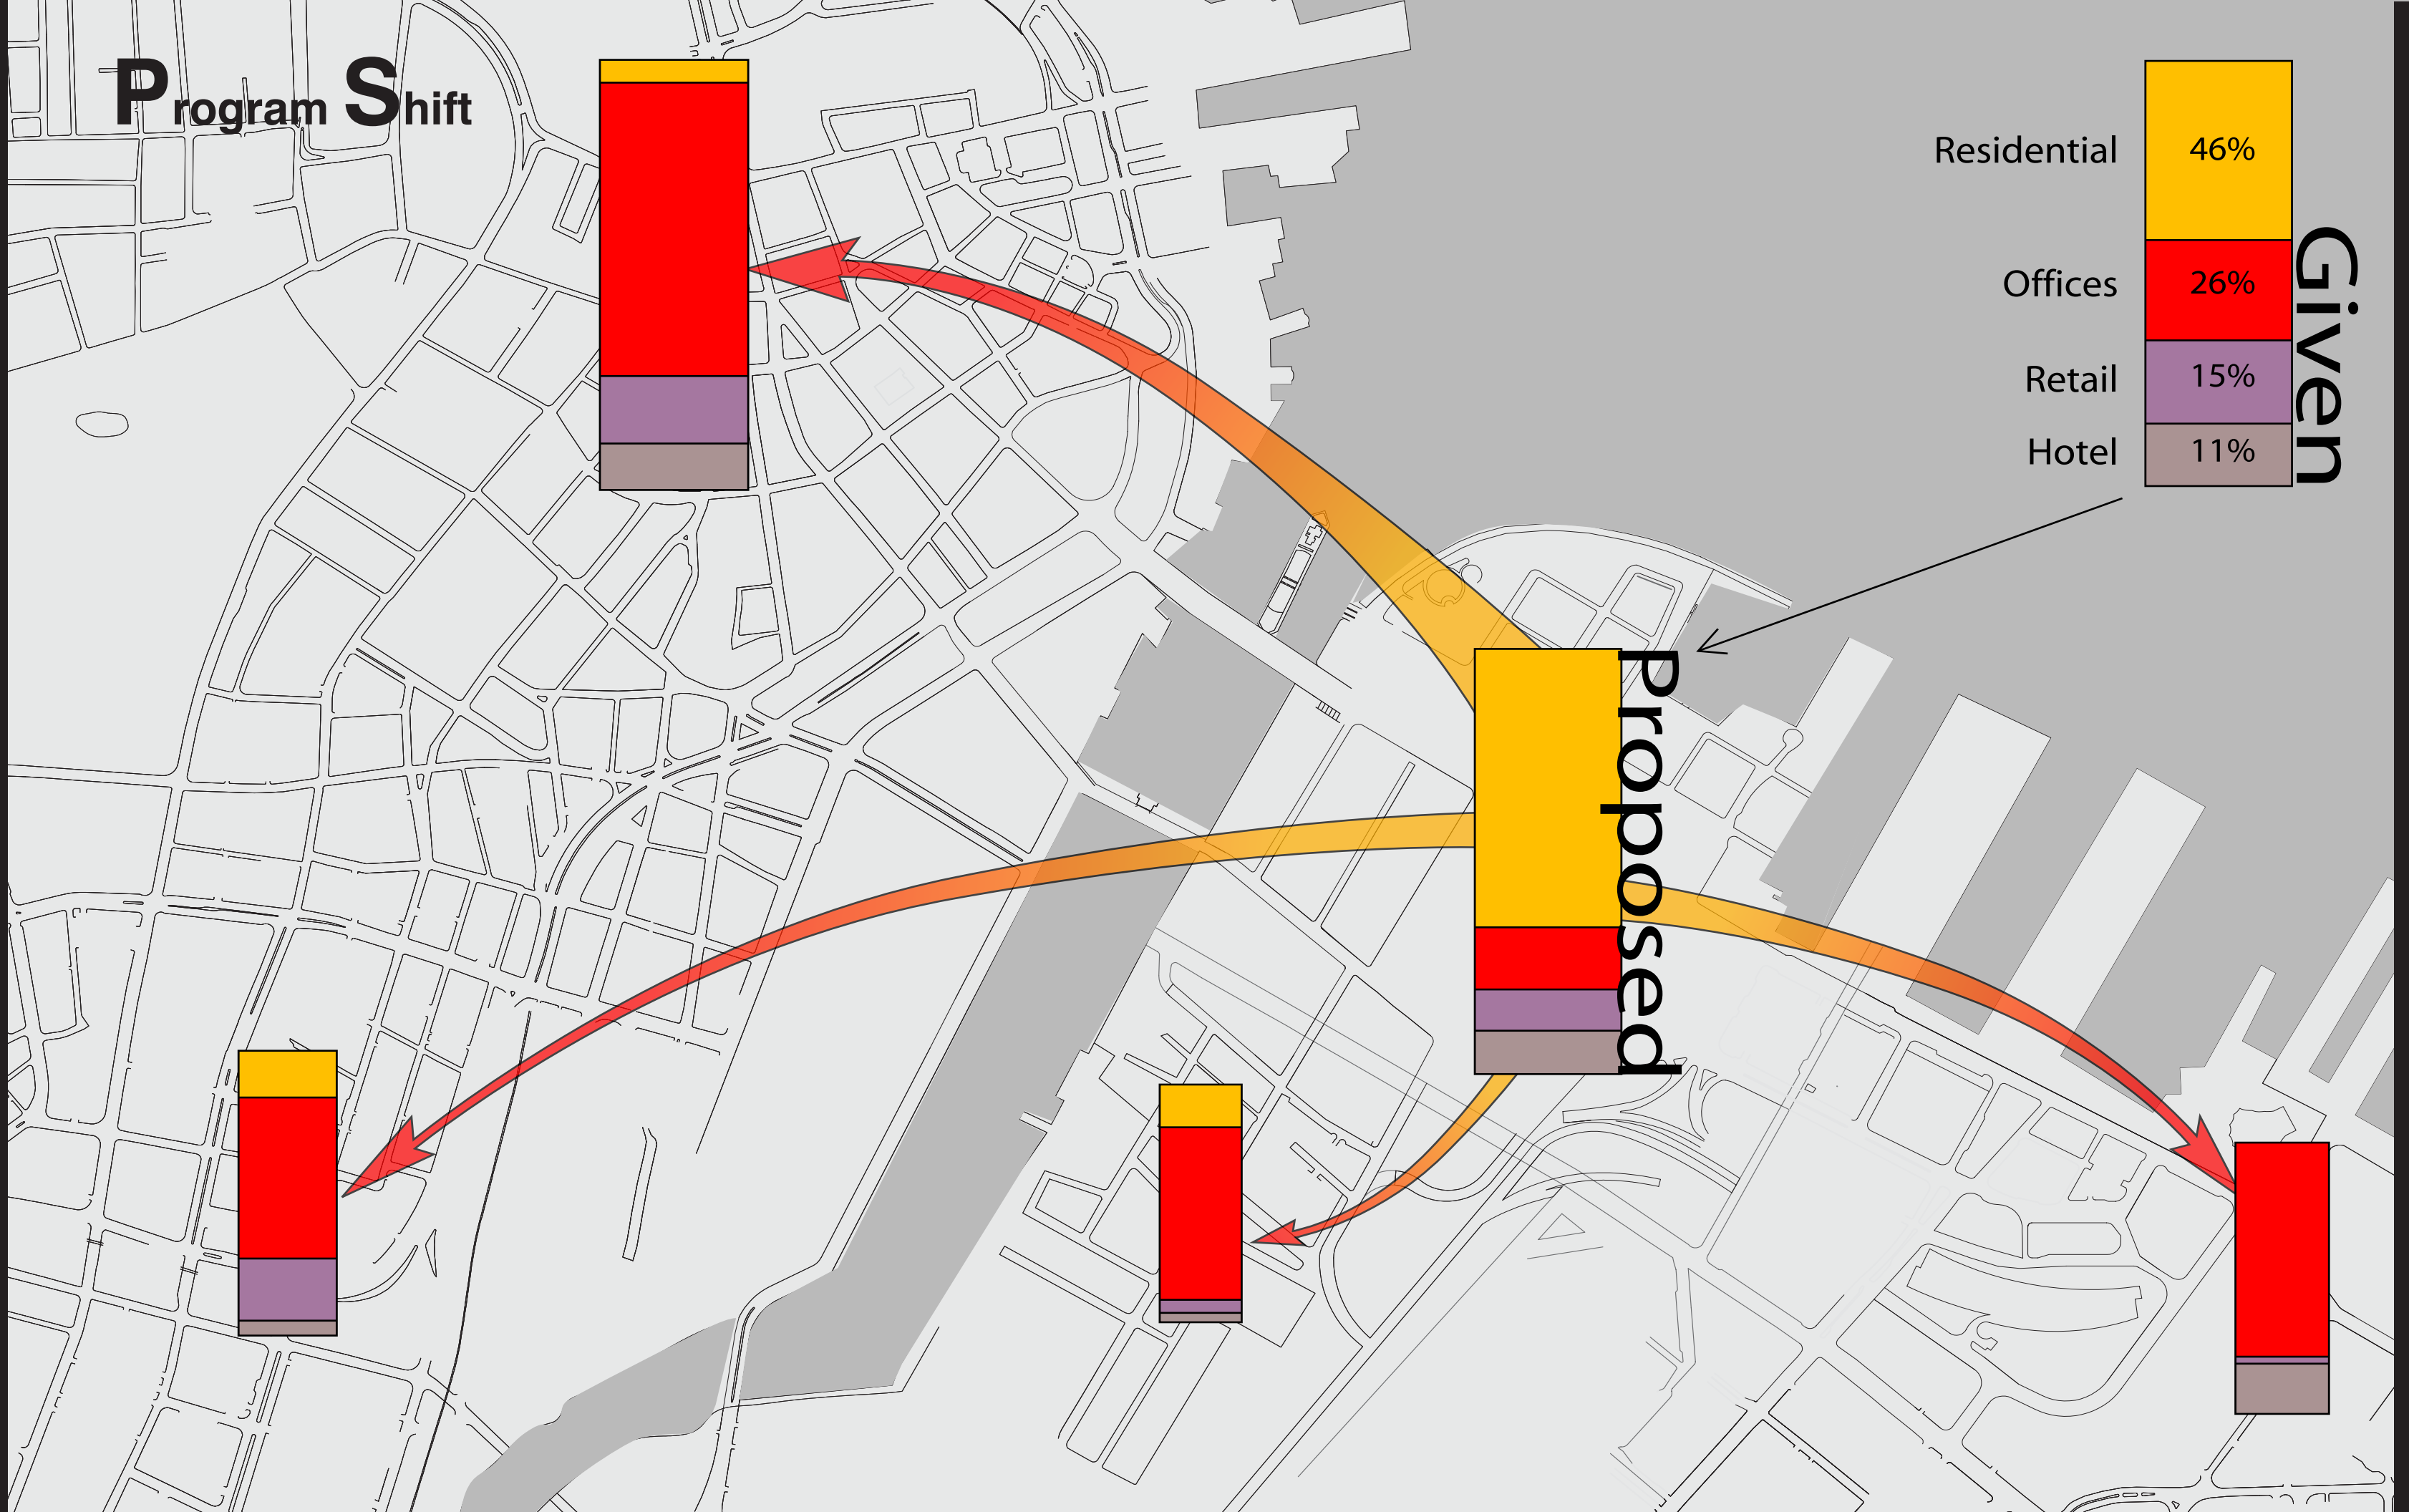 Program Shift
Residential 46%
Offices 26%
Retail 15%
Hotel 11%
Given
Proposed